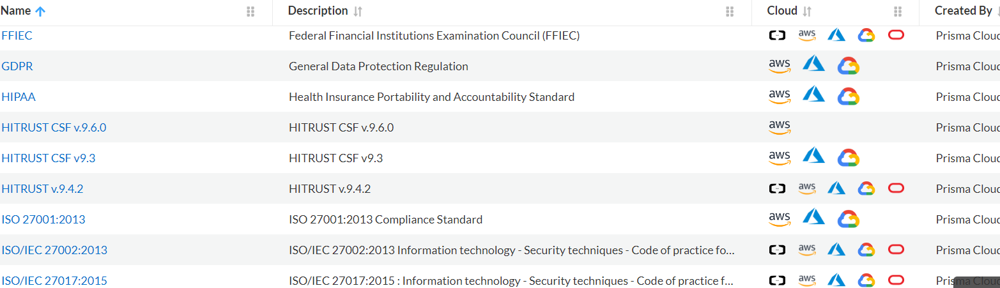 Name Description Cloud Created By
FFIEC Federal Financial Institutions Examination Council (FFIEC) aws Prisma Cloud
GDPR General Data Protection Regulation aws Prisma Cloud
HIPAA Health Insurance Portability and Accountability Standard aws Prisma Cloud
HITRUST CSF v.9.6.0 HITRUST CSF v.9.6.0 aws Prisma Cloud
HITRUST CSF v9.3 HITRUST CSF v9.3 aws Prisma Cloud
HITRUST v.9.4.2 HITRUST v.9.4.2 aws Prisma Cloud
ISO 27001:2013 ISO 27001:2013 Compliance Standard aws Prisma Cloud
ISO/IEC 27002:2013 ISO/IEC 27002:2013 Information technology - Security techniques - Code of practice fo... aws Prisma Cloud
ISO/IEC 27017:2015 ISO/IEC 27017:2015 : Information technology - Security techniques - Code of practice f... aws Prisma Cloud